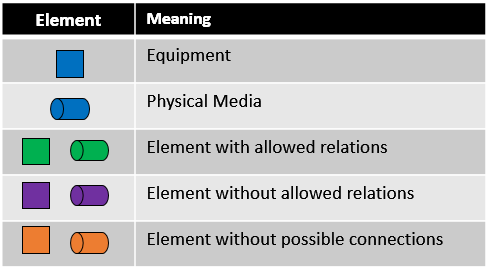 Element Meaning
Equipment
Physical Media
Element with allowed relations
Element without allowed relations
Element without possible connections